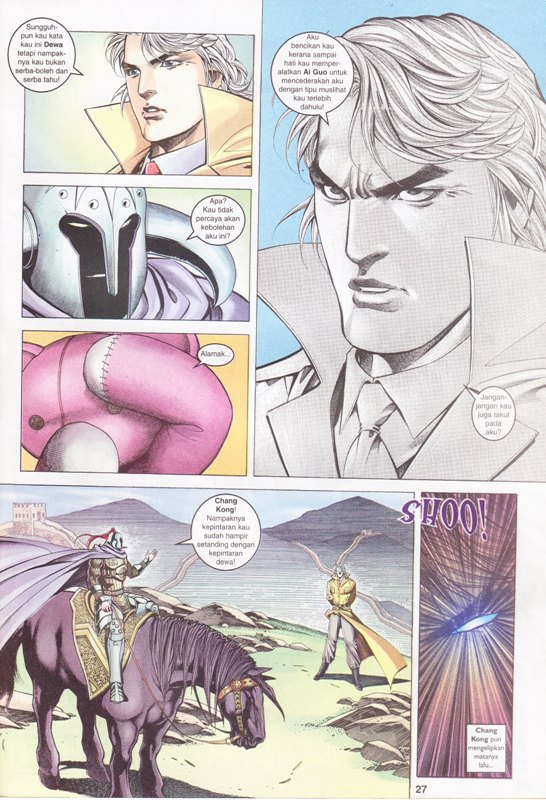 Sungguh-
pun kau kata
kau ini Dewa
tetapi nampak-
nya kau bukan
serba-boleh dan
serba tahu!
Aku
bencikan kau
kerana sampai
hati kau memper-
alatkan Ai Guo untuk
mencederakan aku
dengan tipu muslihat
kau terlebih
dahulu!
Apa?
Kau tidak
percaya akan
kebolehan
aku ini?
Alamak...
Jangan-
jangan kau
juga takut
pada
aku?
Chang
Kong!
Nampaknya
kepintaran kau
sudah hampir
setanding dengan
kepintaran
dewa!
SHOO!
Chang
Kong pun
mengelipkan
matanya
lalu...
27